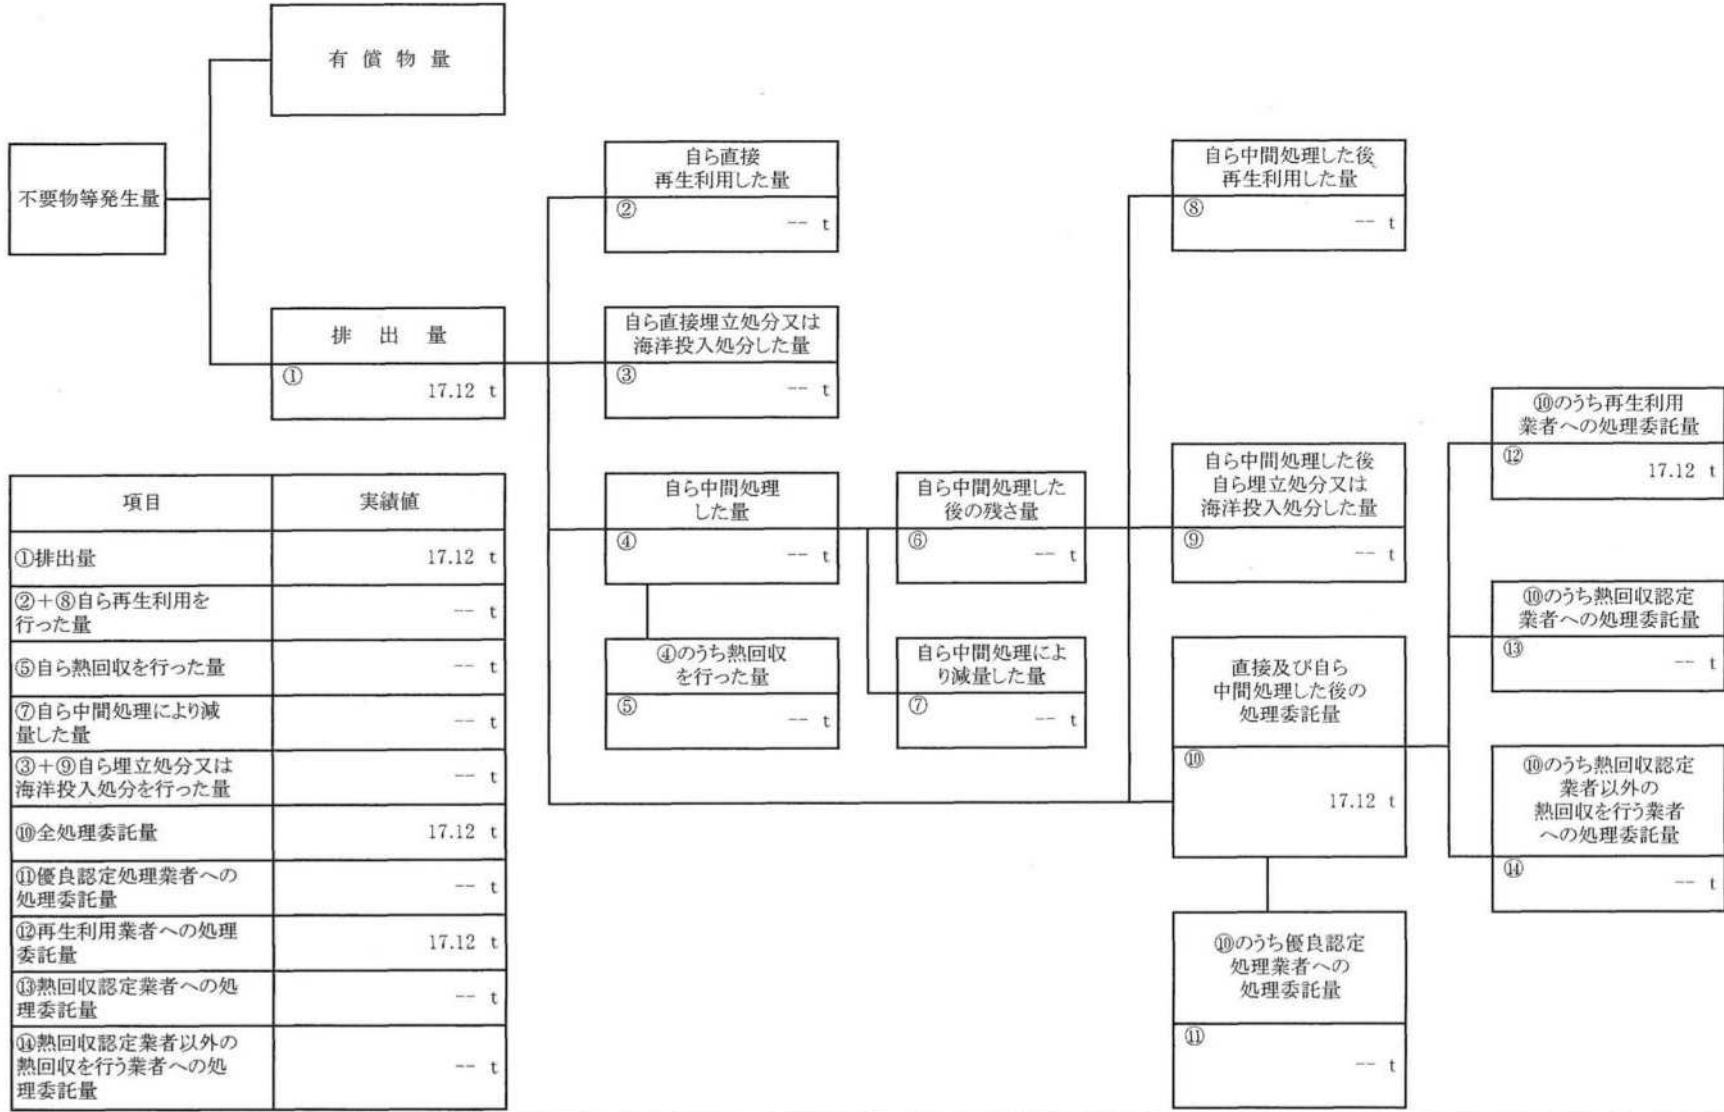 有 償 物 量
不要物等発生量
排 出 量
①
17.12 t
自ら直接
再生利用した量
②
-- t
自ら直接埋立処分又は
海洋投入処分した量
③
-- t
自ら中間処理
した量
④
-- t
④のうち熱回収
を行った量
⑤
-- t
自ら中間処理した
後の残さ量
⑥
-- t
自ら中間処理によ
り減量した量
⑦
-- t
自ら中間処理した後
再生利用した量
⑧
-- t
自ら中間処理した後
自ら埋立処分又は
海洋投入処分した量
⑨
-- t
直接及び自ら
中間処理した後の
処理委託量
⑩
17.12 t
⑩のうち優良認定
処理業者への
処理委託量
⑪
-- t
⑩のうち再生利用
業者への処理委託量
⑫
17.12 t
⑩のうち熱回収認定
業者への処理委託量
⑬
-- t
⑩のうち熱回収認定
業者以外の
熱回収を行う業者
への処理委託量
⑭
-- t
項目 実績値
①排出量 17.12 t
②＋⑧自ら再生利用を
行った量
-- t
⑤自ら熱回収を行った量 -- t
⑦自ら中間処理により減
量した量
-- t
③＋⑨自ら埋立処分又は
海洋投入処分を行った量
-- t
⑩全処理委託量 17.12 t
⑪優良認定処理業者への
処理委託量
-- t
⑫再生利用業者への処理
委託量
17.12 t
⑬熱回収認定業者への処
理委託量
-- t
⑭熱回収認定業者以外の
熱回収を行う業者への処
理委託量
-- t